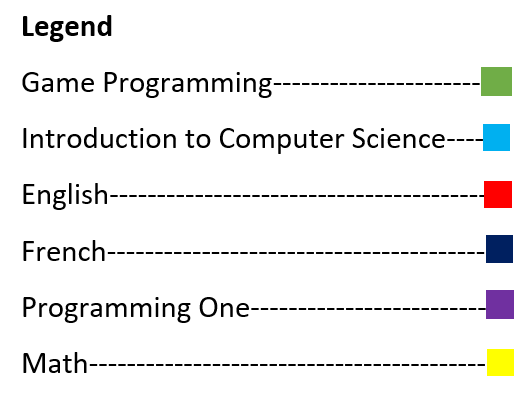 Legend
Game Programming----------------------
Introduction to Computer Science----
English----------------------------------------
French----------------------------------------
Programming One-------------------------
Math------------------------------------------